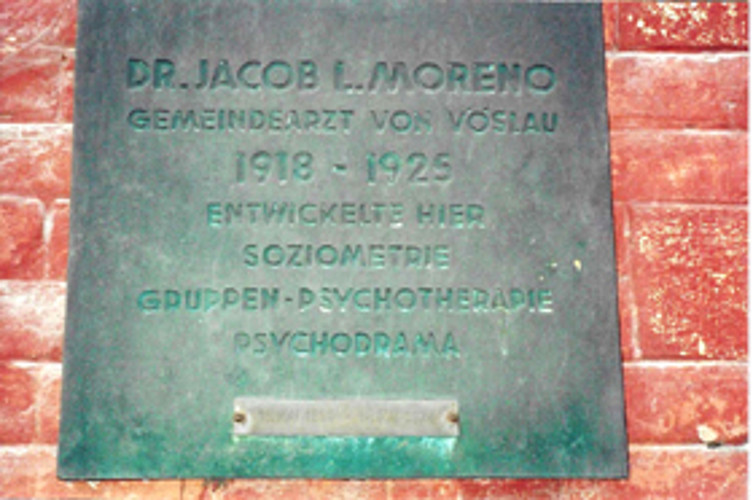 DR. JACOB L. MORENO
GEMEINDEARZT VON VÖSLAU
1918 - 1925
ENTWICKELTE HIER
SOZIOMETRIE
GRUPPEN-PSYCHOTHERAPIE
PSYCHODRAMA